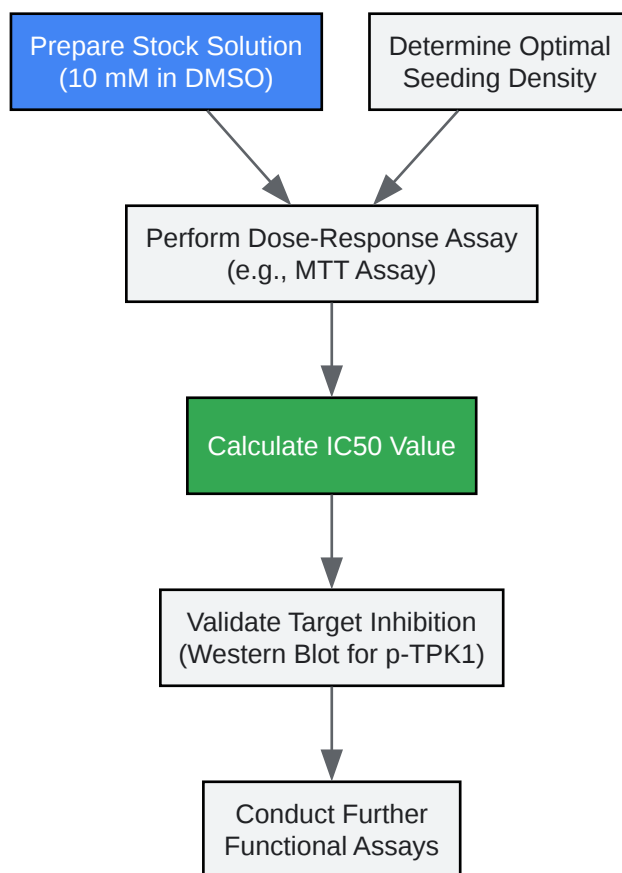 Prepare Stock Solution
(10 mM in DMSO)
Determine Optimal
Seeding Density
Perform Dose-Response Assay
(e.g., MTT Assay)
Calculate IC50 Value
Validate Target Inhibition
(Western Blot for p-TPK1)
Conduct Further
Functional Assays